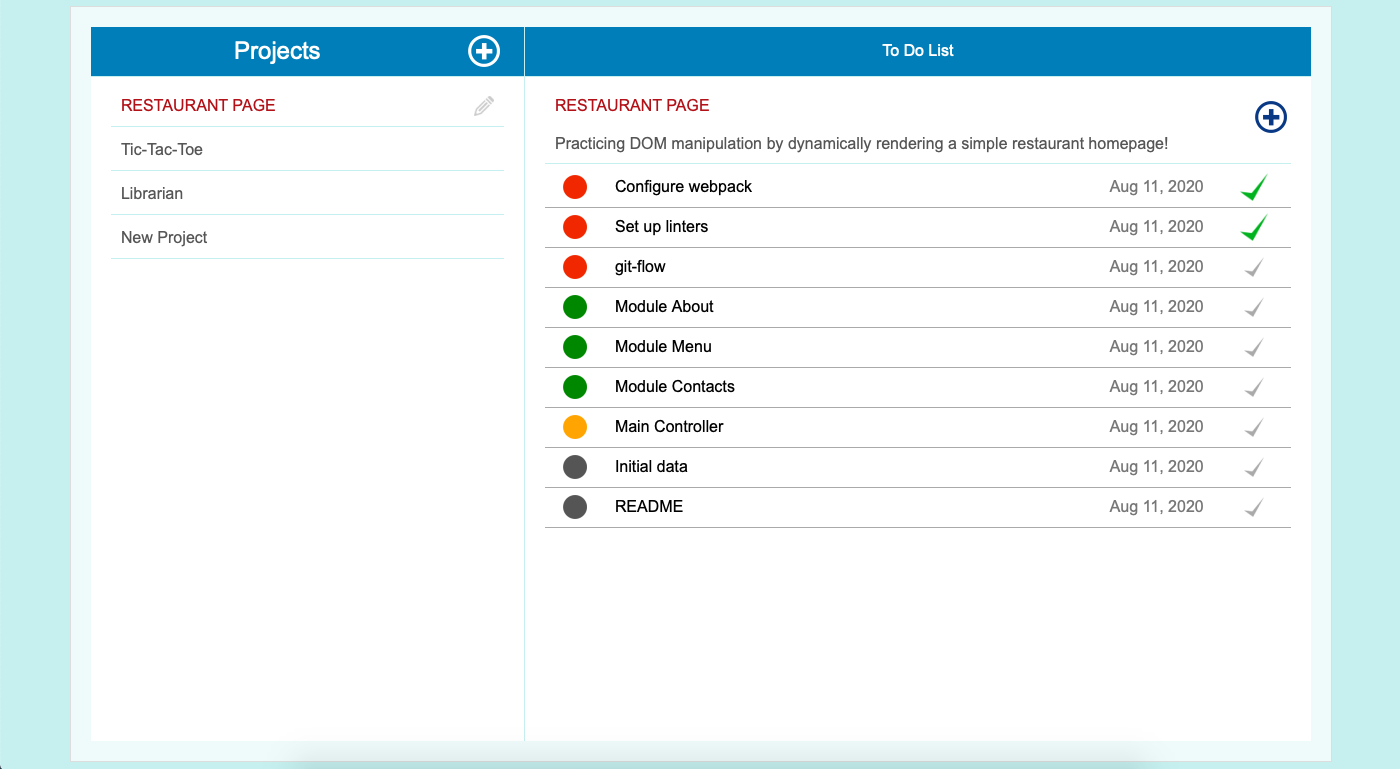 Projects
To Do List
RESTAURANT PAGE
Tic-Tac-Toe
Librarian
New Project
RESTAURANT PAGE
Practicing DOM manipulation by dynamically rendering a simple restaurant homepage!
Configure webpack Aug 11, 2020
Set up linters Aug 11, 2020
git-flow Aug 11, 2020
Module About Aug 11, 2020
Module Menu Aug 11, 2020
Module Contacts Aug 11, 2020
Main Controller Aug 11, 2020
Initial data Aug 11, 2020
README Aug 11, 2020